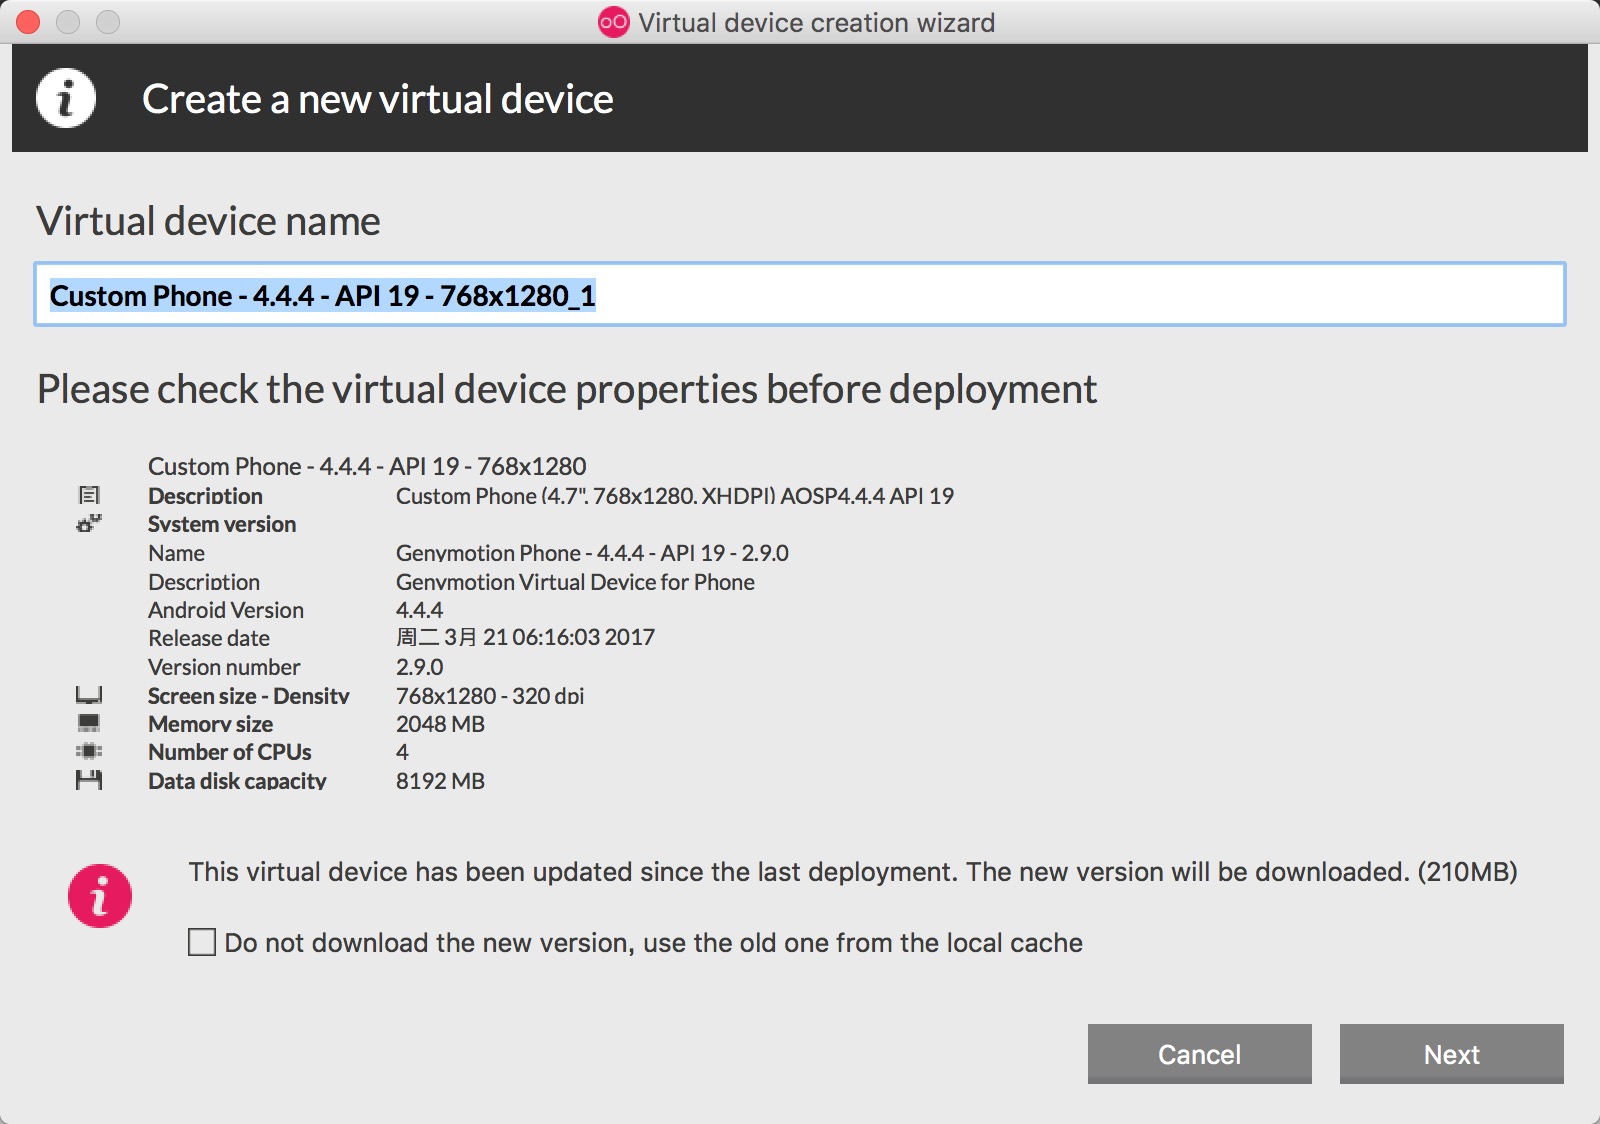 Virtual device creation wizard
Create a new virtual device
Virtual device name
Custom Phone - 4.4.4 - API 19 - 768x1280_1
Please check the virtual device properties before deployment
Custom Phone - 4.4.4 - API 19 - 768x1280
Description Custom Phone (4.7", 768x1280, XHDPI) AOSP4.4.4 API 19
System version
Name Genymotion Phone - 4.4.4 - API 19 - 2.9.0
Description Genymotion Virtual Device for Phone
Android Version 4.4.4
Release date 周二 3月 21 06:16:03 2017
Version number 2.9.0
Screen size - Density 768x1280 - 320 dpi
Memory size 2048 MB
Number of CPUs 4
Data disk capacity 8192 MB
This virtual device has been updated since the last deployment. The new version will be downloaded. (210MB)
Do not download the new version, use the old one from the local cache
Cancel Next